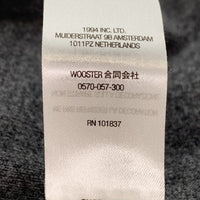 1994 INC. LTD.
MUIDERSTRAAT 9B AMSTERDAM
1011PZ NETHERLANDS
WOOSTER 合同会社
0570-057-300
RN 101837